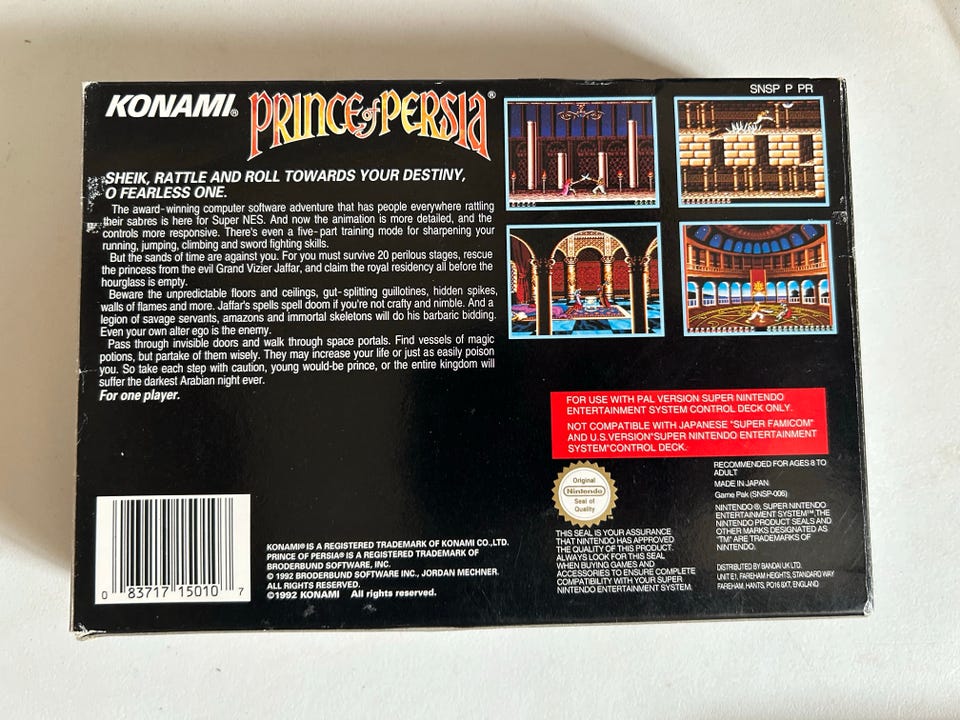 KONAMI® PRINCE of PERSIA®
SNSP P PR
SHEIK, RATTLE AND ROLL TOWARDS YOUR DESTINY,
O FEARLESS ONE.
The award-winning computer software adventure that has people everywhere rattling
their sabres is here for Super NES. And now the animation is more detailed, and the
controls more responsive. There's even a five-part training mode for sharpening your
running, jumping, climbing and sword fighting skills.
But the sands of time are against you. For you must survive 20 perilous stages, rescue
the princess from the evil Grand Vizier Jaffar, and claim the royal residency all before the
hourglass is empty.
Beware the unpredictable floors and ceilings, gut-splitting guillotines, hidden spikes,
walls of flames and more. Jaffar's spells spell doom if you're not crafty and nimble. And a
legion of savage servants, amazons and immortal skeletons will do his barbaric bidding.
Even your own alter ego is the enemy.
Pass through invisible doors and walk through space portals. Find vessels of magic
potions, but partake of them wisely. They may increase your life or just as easily poison
you. So take each step with caution, young would-be prince, or the entire kingdom will
suffer the darkest Arabian night ever.
For one player.
FOR USE WITH PAL VERSION SUPER NINTENDO
ENTERTAINMENT SYSTEM CONTROL DECK ONLY.
NOT COMPATIBLE WITH JAPANESE "SUPER FAMICOM"
AND U.S.VERSION"SUPER NINTENDO ENTERTAINMENT
SYSTEM"CONTROL DECK.
0 83717 15010 7
KONAMI® IS A REGISTERED TRADEMARK OF KONAMI CO.,LTD.
PRINCE OF PERSIA® IS A REGISTERED TRADEMARK OF
BRODERBUND SOFTWARE, INC.
© 1992 BRODERBUND SOFTWARE INC., JORDAN MECHNER.
ALL RIGHTS RESERVED.
©1992 KONAMI All rights reserved.
Original
Nintendo
Seal of
Quality
THIS SEAL IS YOUR ASSURANCE
THAT NINTENDO HAS APPROVED
THE QUALITY OF THIS PRODUCT.
ALWAYS LOOK FOR THIS SEAL
WHEN BUYING GAMES AND
ACCESSORIES TO ENSURE COMPLETE
COMPATIBILITY WITH YOUR SUPER
NINTENDO ENTERTAINMENT SYSTEM.
RECOMMENDED FOR AGES 8 TO
ADULT
MADE IN JAPAN
Game Pak (SNSP-006)
NINTENDO ®, SUPER NINTENDO
ENTERTAINMENT SYSTEM™,THE
NINTENDO PRODUCT SEALS AND
OTHER MARKS DESIGNATED AS
"TM" ARE TRADEMARKS OF
NINTENDO.
DISTRIBUTED BY BANDAI UK LTD.
UNIT E1, FAREHAM HEIGHTS, STANDARD WAY
FAREHAM, HANTS, PO16 8XT, ENGLAND